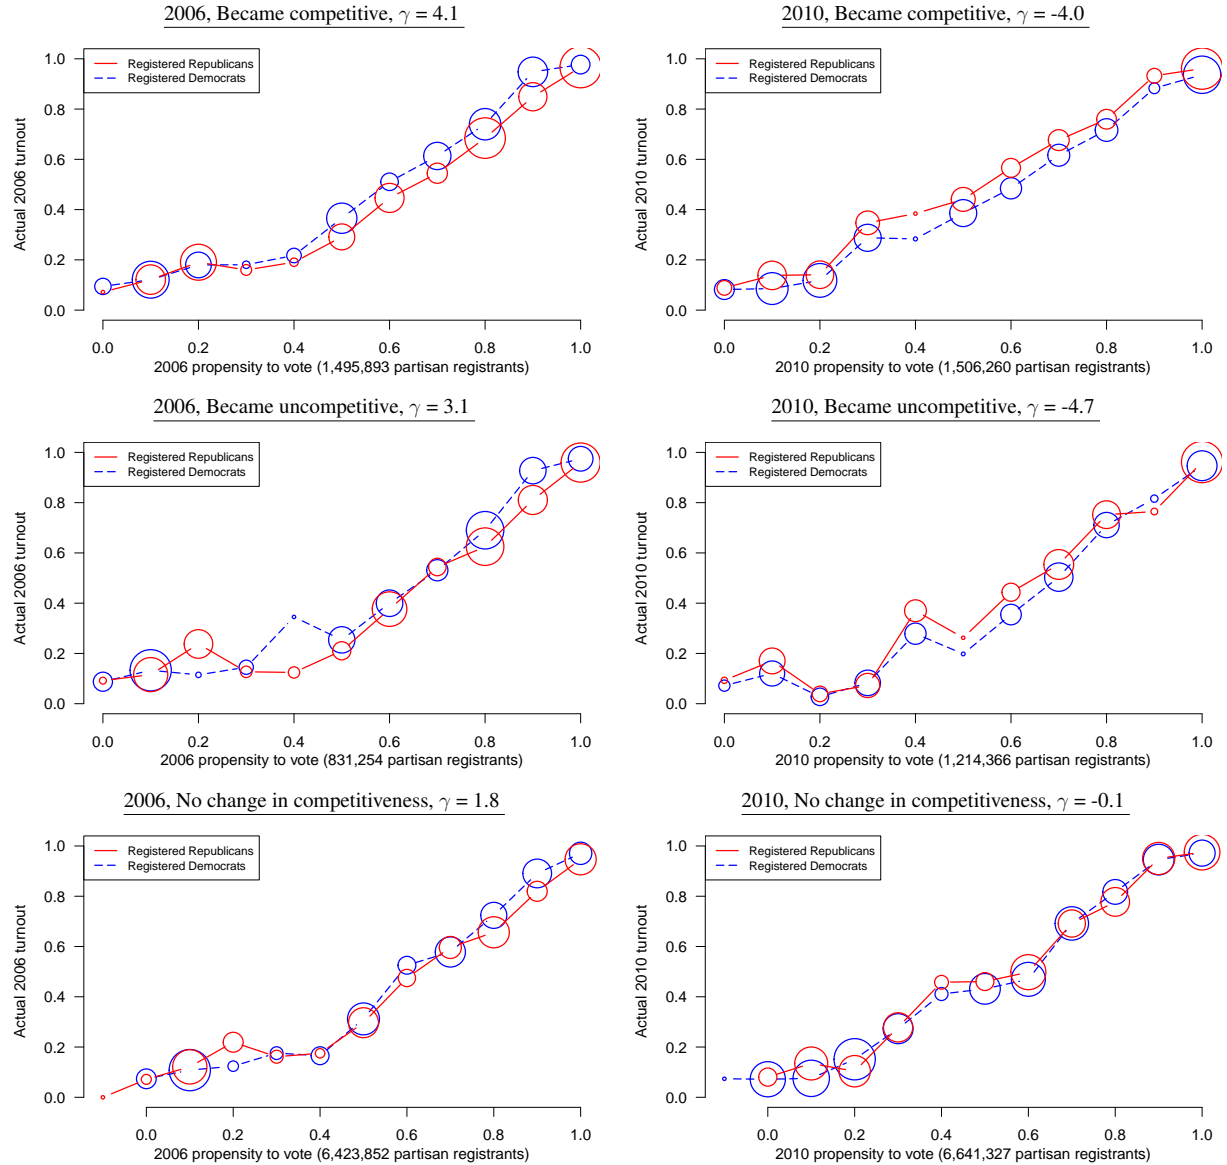 2006, Became competitive, γ = 4.1
Registered Republicans
Registered Democrats
Actual 2006 turnout
1.0
0.8
0.6
0.4
0.2
0.0
0.0 0.2 0.4 0.6 0.8 1.0
2006 propensity to vote (1,495,893 partisan registrants)
2010, Became competitive, γ = -4.0
Registered Republicans
Registered Democrats
Actual 2010 turnout
1.0
0.8
0.6
0.4
0.2
0.0
0.0 0.2 0.4 0.6 0.8 1.0
2010 propensity to vote (1,506,260 partisan registrants)
2006, Became uncompetitive, γ = 3.1
Registered Republicans
Registered Democrats
Actual 2006 turnout
1.0
0.8
0.6
0.4
0.2
0.0
0.0 0.2 0.4 0.6 0.8 1.0
2006 propensity to vote (831,254 partisan registrants)
2010, Became uncompetitive, γ = -4.7
Registered Republicans
Registered Democrats
Actual 2010 turnout
1.0
0.8
0.6
0.4
0.2
0.0
0.0 0.2 0.4 0.6 0.8 1.0
2010 propensity to vote (1,214,366 partisan registrants)
2006, No change in competitiveness, γ = 1.8
Registered Republicans
Registered Democrats
Actual 2006 turnout
1.0
0.8
0.6
0.4
0.2
0.0
0.0 0.2 0.4 0.6 0.8 1.0
2006 propensity to vote (6,423,852 partisan registrants)
2010, No change in competitiveness, γ = -0.1
Registered Republicans
Registered Democrats
Actual 2010 turnout
1.0
0.8
0.6
0.4
0.2
0.0
0.0 0.2 0.4 0.6 0.8 1.0
2010 propensity to vote (6,641,327 partisan registrants)